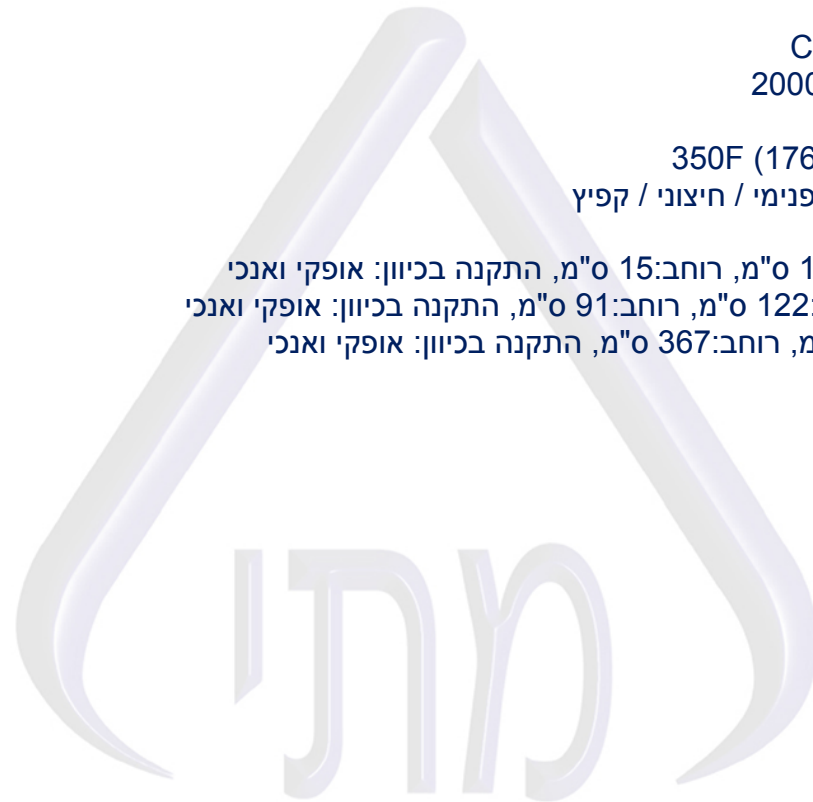 C
2000
350F (176
פנימי / חיצוני / קפיץ
1 ס"מ, רוחב:15 ס"מ, התקנה בכיוון: אופקי ואנכי
:122 ס"מ, רוחב:91 ס"מ, התקנה בכיוון: אופקי ואנכי
מ, רוחב:367 ס"מ, התקנה בכיוון: אופקי ואנכי
מתי